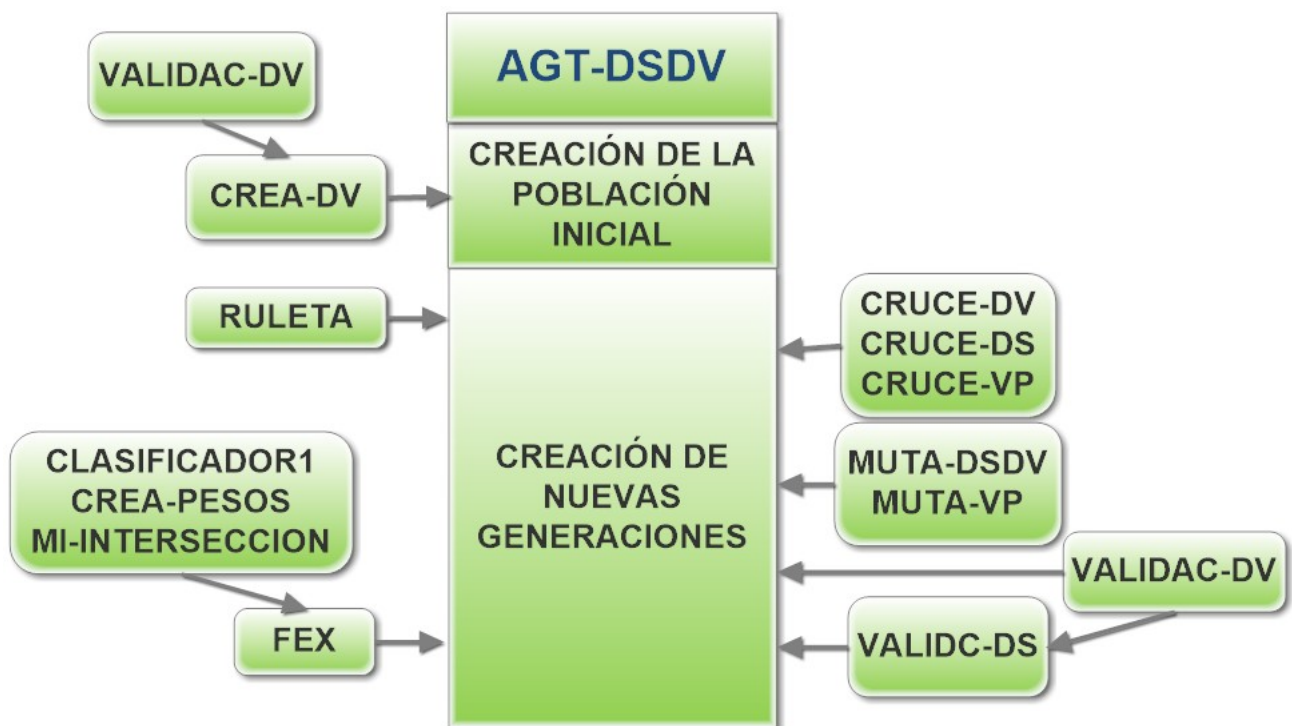 VALIDAC-DV
AGT-DSDV
CREA-DV
CREACIÓN DE LA
POBLACIÓN
INICIAL
RULETA
CRUCE-DV
CRUCE-DS
CRUCE-VP
CLASIFICADOR1
CREA-PESOS
MI-INTERSECCION
CREACIÓN DE
NUEVAS
GENERACIONES
MUTA-DSDV
MUTA-VP
VALIDAC-DV
FEX
VALIDC-DS